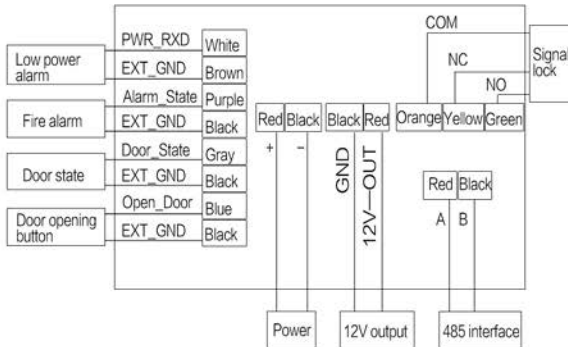 COM
PWR_RXD
White
Low power
alarm
EXT_GND
Brown
NC
Signal
lock
Alarm_State
Purple
NO
Fire alarm
EXT_GND
Black
Red Black
Black Red
Orange Yellow Green
Door_State
Gray
+ −
GND
12V—OUT
Door state
EXT_GND
Black
Red Black
Open_Door
Blue
A B
Door opening
button
EXT_GND
Black
Power
12V output
485 interface